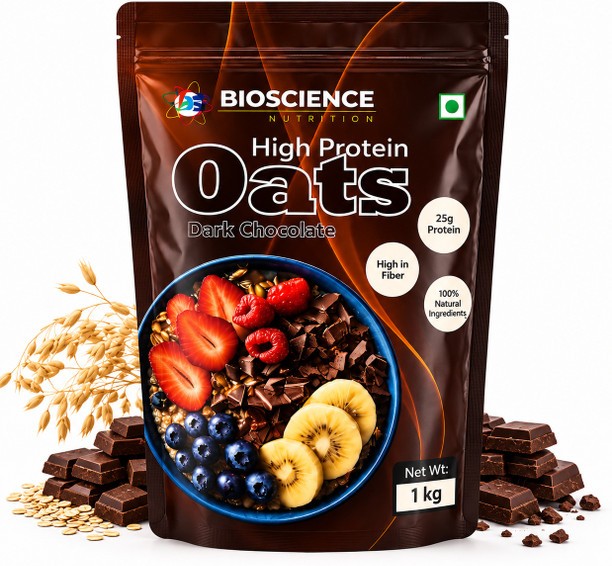 BIOSCIENCE
NUTRITION
High Protein
Oats
Dark Chocolate
25g
Protein
High in
Fiber
100%
Natural
Ingredients
Net Wt:
1 kg